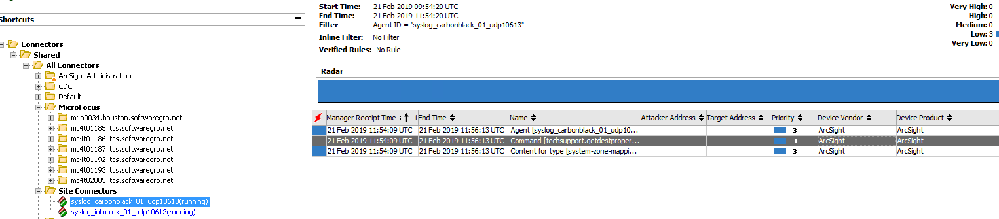 Shortcuts
Connectors
Shared
All Connectors
ArcSight Administration
CDC
Default
MicroFocus
m4a0034.houston.softwaregrp.net
mc4t01185.itcs.softwaregrp.net
mc4t01186.itcs.softwaregrp.net
mc4t01187.itcs.softwaregrp.net
mc4t01192.itcs.softwaregrp.net
mc4t01193.itcs.softwaregrp.net
mc4t02005.itcs.softwaregrp.net
Site Connectors
syslog_carbonblack_01_udp10613(running)
syslog_infoblox_01_udp10612(running)
Start Time: 21 Feb 2019 09:54:20 UTC
End Time: 21 Feb 2019 11:54:20 UTC
Filter Agent ID = "syslog_carbonblack_01_udp10613"
Inline Filter: No Filter
Verified Rules: No Rule
Very High: 0
High: 0
Medium: 0
Low: 3
Very Low: 0
Radar
Manager Receipt Time 1 End Time Name Attacker Address Target Address Priority Device Vendor Device Product
21 Feb 2019 11:54:09 UTC 21 Feb 2019 11:56:13 UTC Agent [syslog_carbonblack_01_udp10... 3 ArcSight ArcSight
21 Feb 2019 11:54:09 UTC 21 Feb 2019 11:56:13 UTC Command [techsupport.getdestproper... 3 ArcSight ArcSight
21 Feb 2019 11:54:09 UTC 21 Feb 2019 11:56:13 UTC Content for type [system-zone-mappi... 3 ArcSight ArcSight